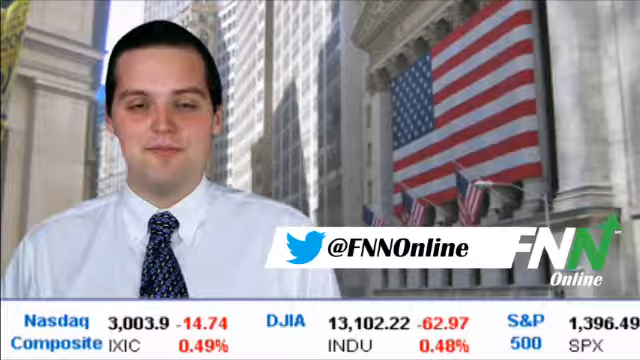 @FNNOnline
FNN SM
Online
Nasdaq 3,003.9 -14.74 DJIA 13,102.22 -62.97 S&P 1,396.49
Composite IXIC 0.49% INDU 0.48% 500 SPX